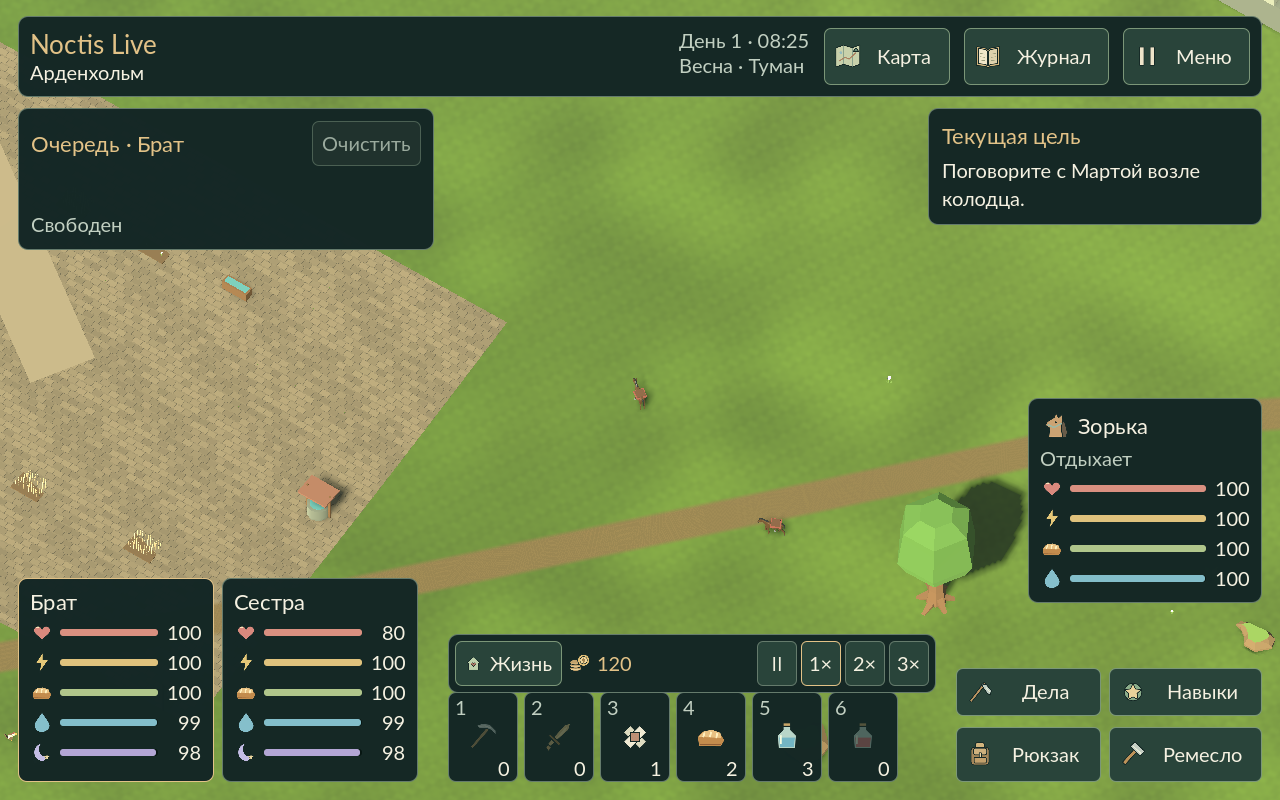 Noctis Live
Арденхольм
День 1 · 08:25
Весна · Туман
Карта
Журнал
Меню
Очередь · Брат
Очистить
Свободен
Текущая цель
Поговорите с Мартой возле
колодца.
Зорька
Отдыхает
100
100
100
100
Брат
100
100
100
99
98
Сестра
80
100
100
99
98
Жизнь
120
1×
2×
3×
1
0
2
0
3
1
4
2
5
3
6
0
Дела
Навыки
Рюкзак
Ремесло